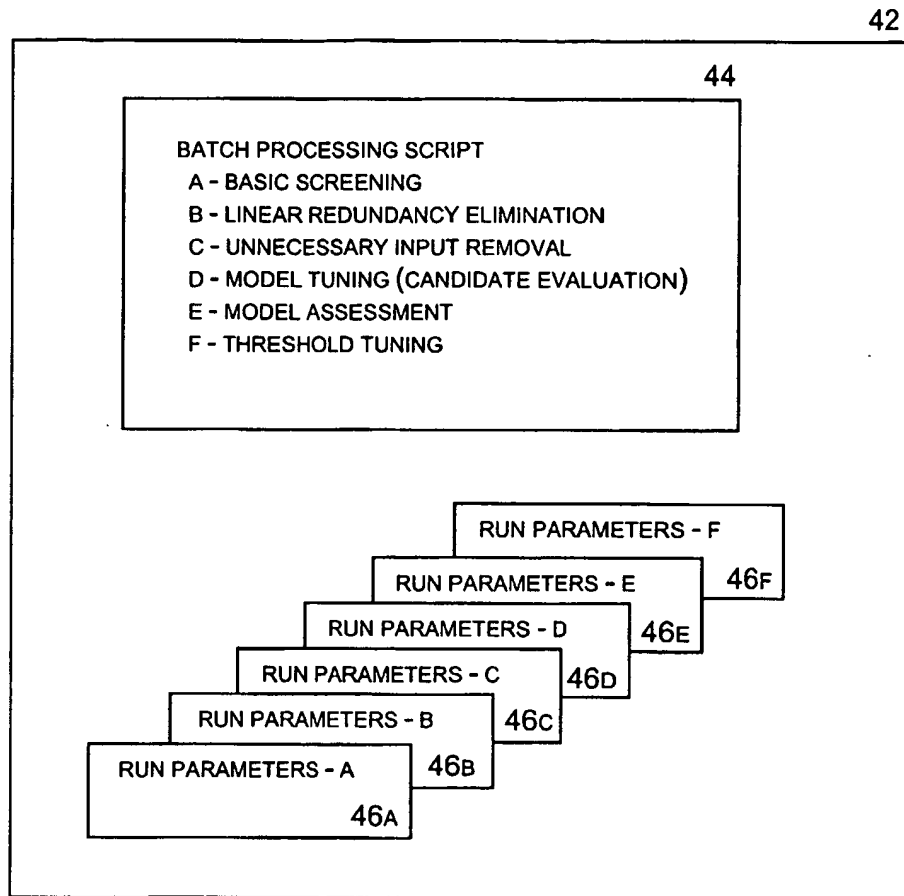 42
44
BATCH PROCESSING SCRIPT
A - BASIC SCREENING
B - LINEAR REDUNDANCY ELIMINATION
C - UNNECESSARY INPUT REMOVAL
D - MODEL TUNING (CANDIDATE EVALUATION)
E - MODEL ASSESSMENT
F - THRESHOLD TUNING
RUN PARAMETERS - F
46F
RUN PARAMETERS - E
46E
RUN PARAMETERS - D
46D
RUN PARAMETERS - C
46C
RUN PARAMETERS - B
46B
RUN PARAMETERS - A
46A